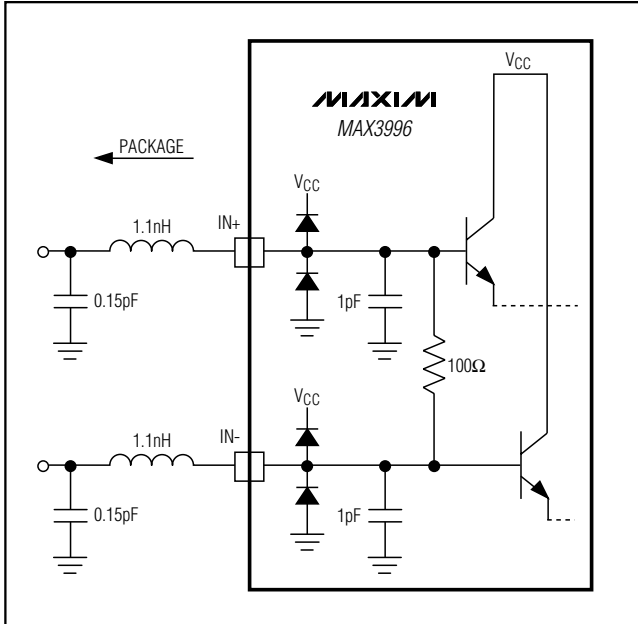 VCC
MAXIM
MAX3996
PACKAGE
VCC
1.1nH
IN+
0.15pF
1pF
100Ω
VCC
1.1nH
IN-
0.15pF
1pF